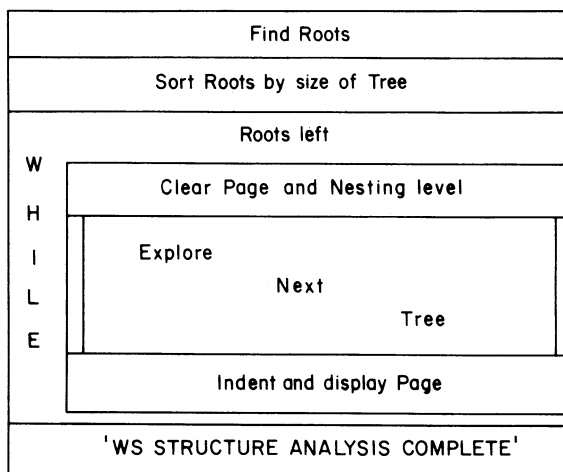 Find Roots
Sort Roots by size of Tree
Roots left
WHILE
Clear Page and Nesting level
Explore
Next
Tree
Indent and display Page
'WS STRUCTURE ANALYSIS COMPLETE'